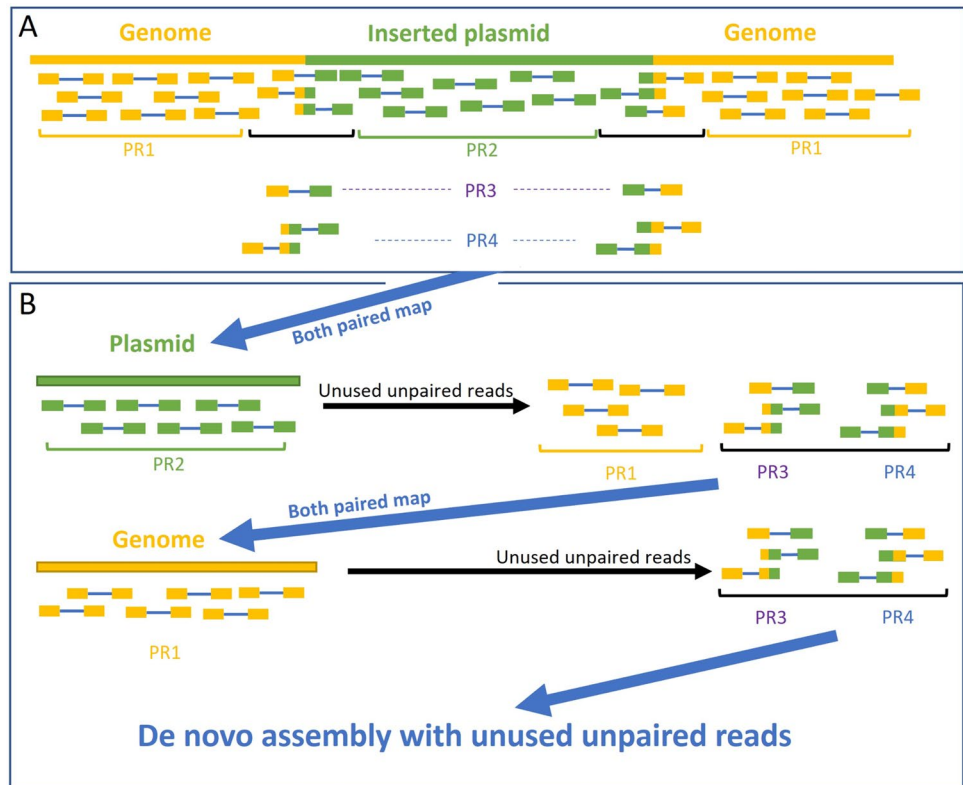 A
Genome
Inserted plasmid
Genome
PR1
PR2
PR1
PR3
PR4
B
Both paired map
Plasmid
Unused unpaired reads
PR2
PR1
PR3
PR4
Both paired map
Genome
Unused unpaired reads
PR1
PR3
PR4
De novo assembly with unused unpaired reads